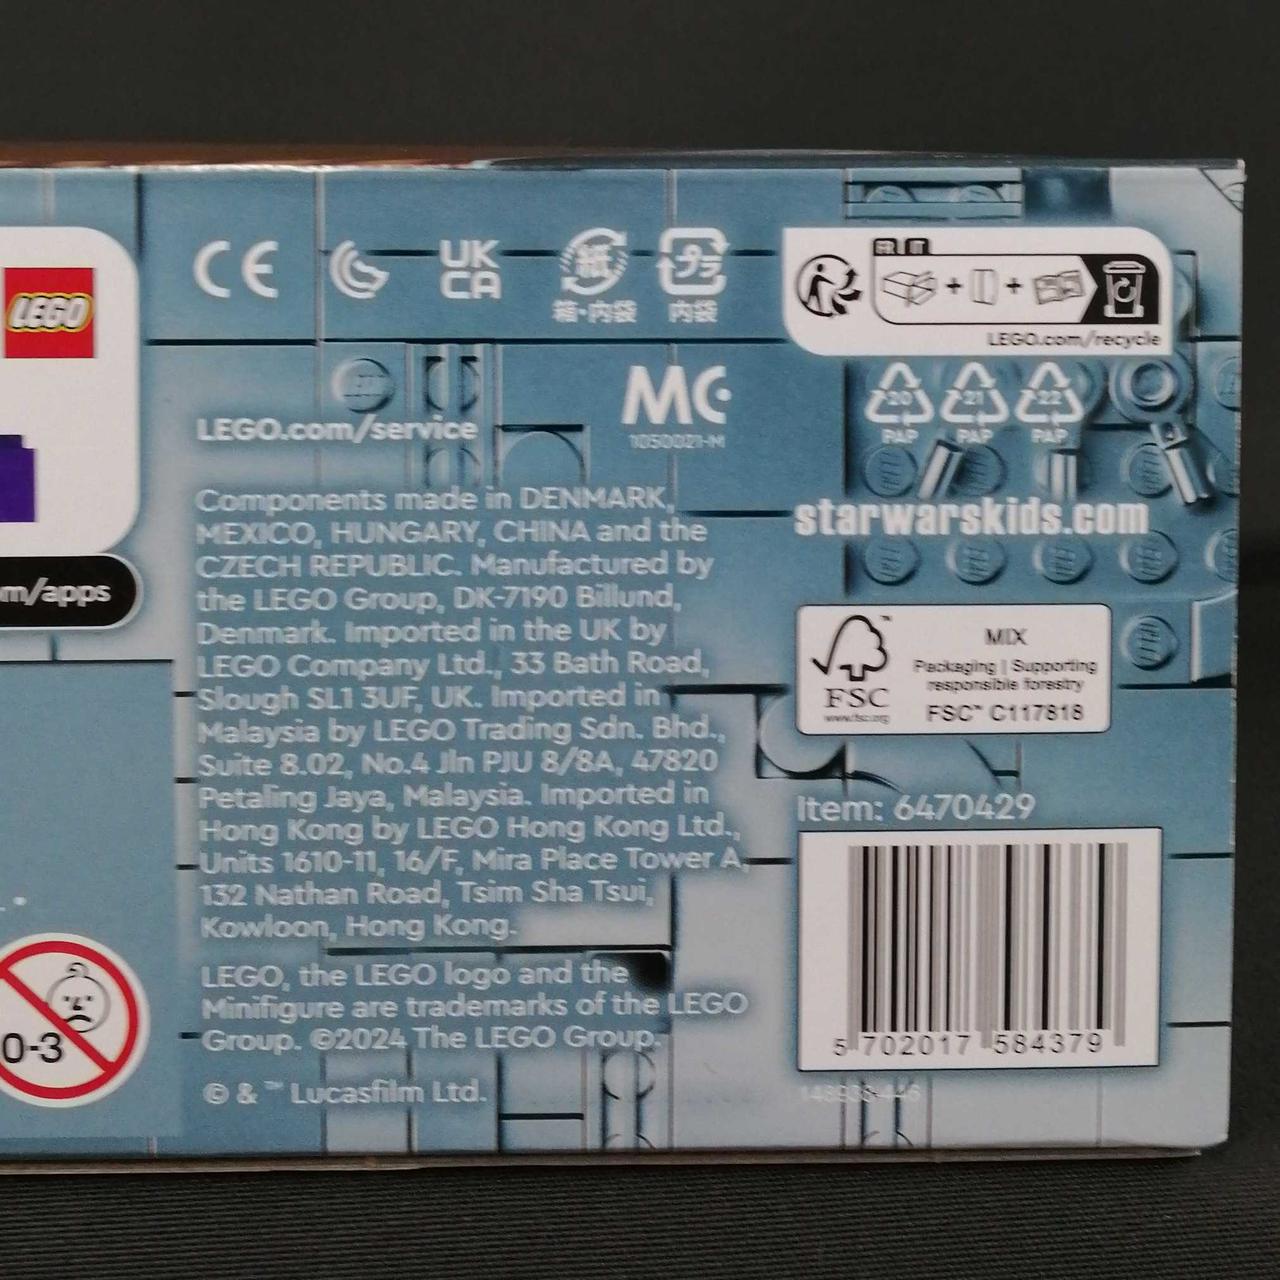 LEGO
m/apps
0-3
CE
UK
CA
紙
箱・内袋
プラ
内袋
FR IT
LEGO.com/recycle
LEGO.com/service
MC
1050021-M
20
PAP
21
PAP
22
PAP
starwarskids.com
Components made in DENMARK,
MEXICO, HUNGARY, CHINA and the
CZECH REPUBLIC. Manufactured by
the LEGO Group, DK-7190 Billund,
Denmark. Imported in the UK by
LEGO Company Ltd., 33 Bath Road,
Slough SL1 3UF, UK. Imported in
Malaysia by LEGO Trading Sdn. Bhd.,
Suite 8.02, No.4 Jln PJU 8/8A, 47820
Petaling Jaya, Malaysia. Imported in
Hong Kong by LEGO Hong Kong Ltd.,
Units 1610-11, 16/F, Mira Place Tower A,
132 Nathan Road, Tsim Sha Tsui,
Kowloon, Hong Kong.
LEGO, the LEGO logo and the
Minifigure are trademarks of the LEGO
Group. ©2024 The LEGO Group.
© & ™ Lucasfilm Ltd.
FSC
www.fsc.org
MIX
Packaging | Supporting
responsible forestry
FSC™ C117818
Item: 6470429
5 702017 584379